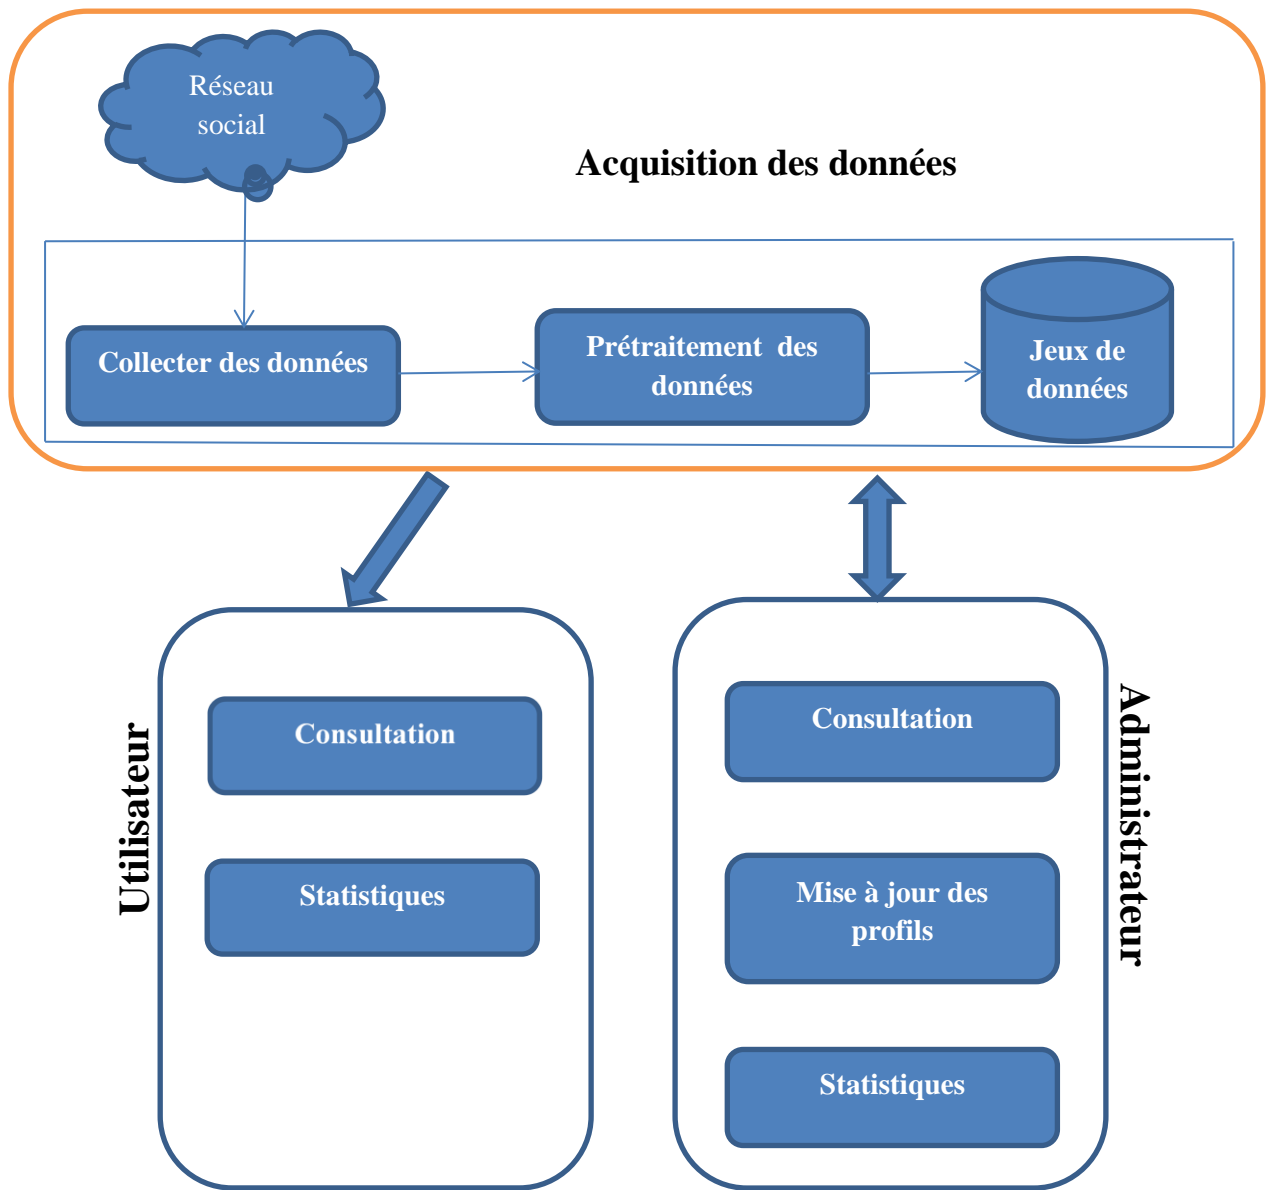 Réseau
social
Acquisition des données
Collecter des données
Prétraitement des
données
Jeux de
données
Utilisateur
Consultation
Statistiques
Administrateur
Consultation
Mise à jour des
profils
Statistiques